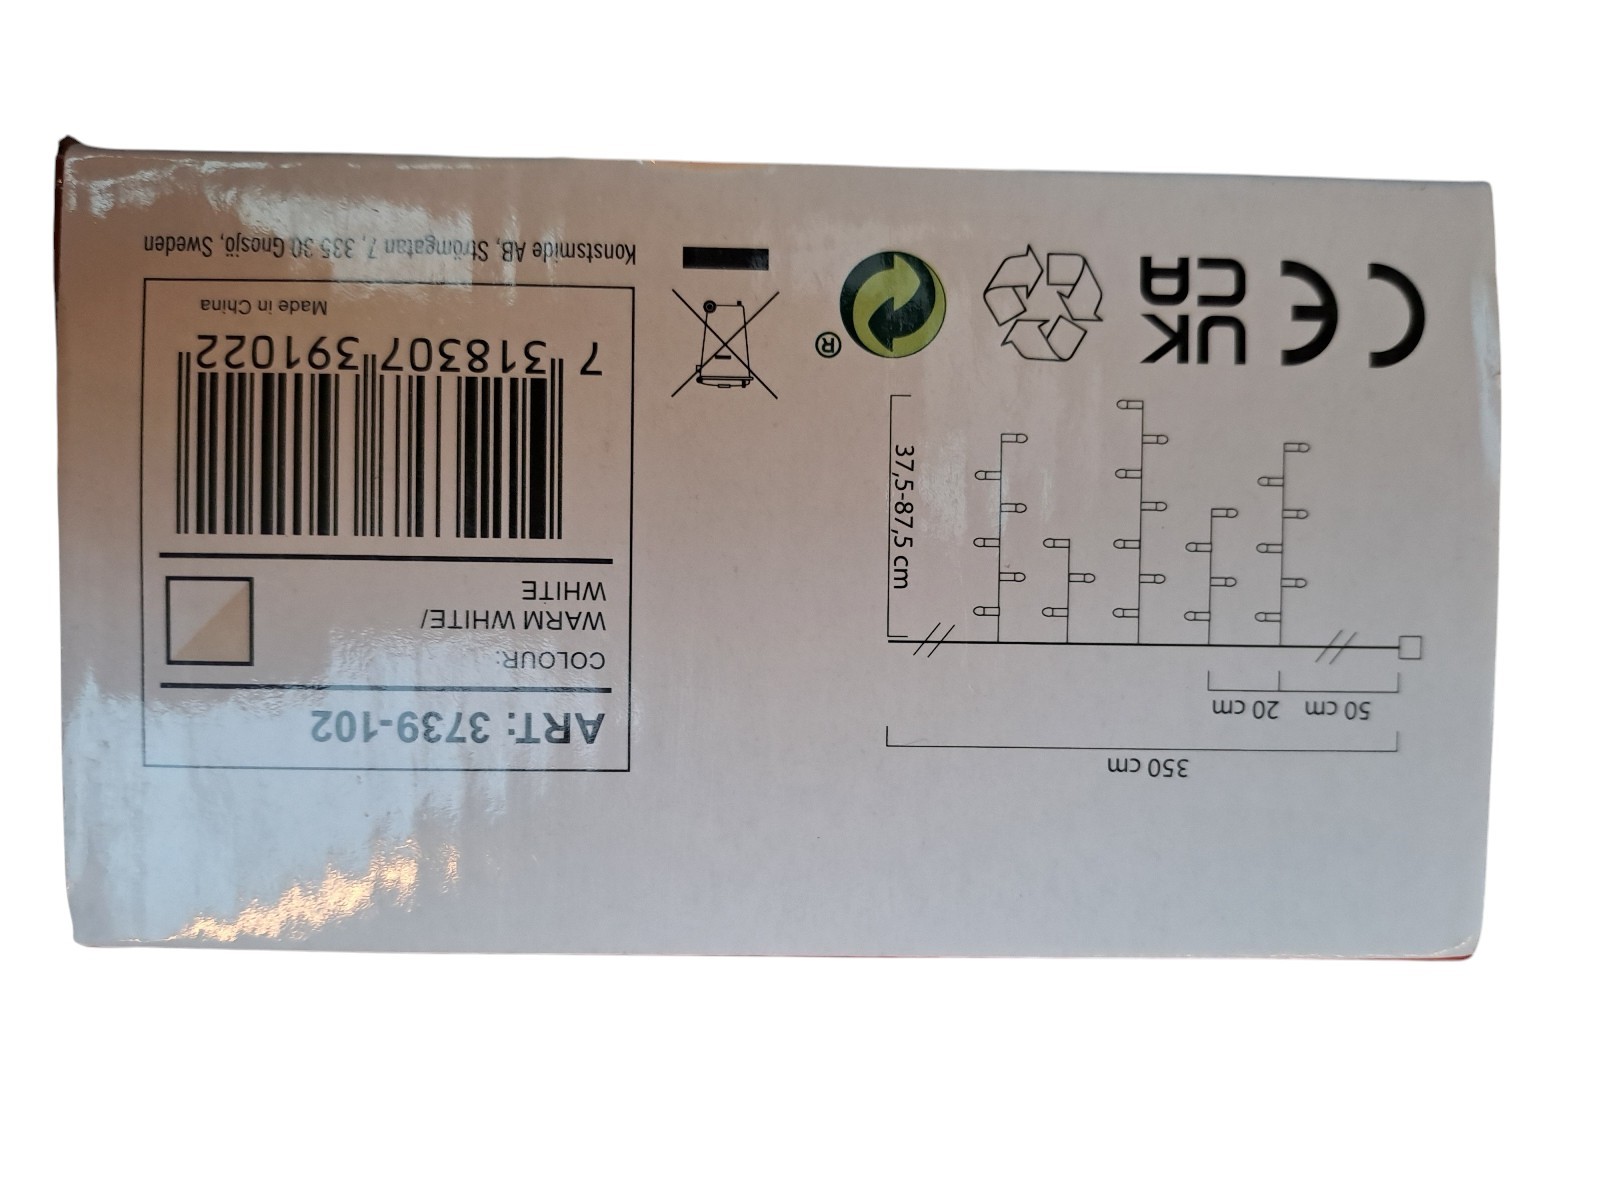 350 cm
50 cm
20 cm
37,5-87,5 cm
CE
UK
CA
®
ART: 3739-102
COLOUR:
WARM WHITE/
WHITE
7 318307 391022
Made in China
Konstsmide AB, Strömgatan 7, 335 30 Gnosjö, Sweden